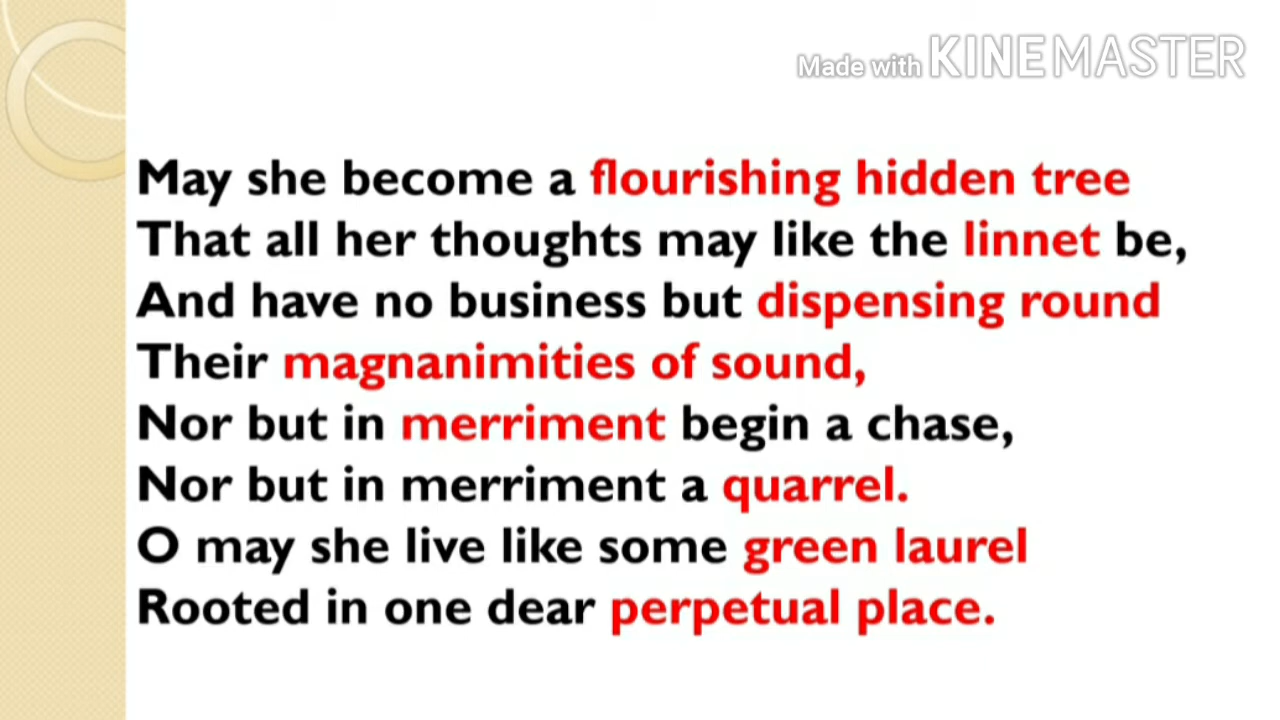 Made with KINEMASTER
May she become a flourishing hidden tree
That all her thoughts may like the linnet be,
And have no business but dispensing round
Their magnanimities of sound,
Nor but in merriment begin a chase,
Nor but in merriment a quarrel.
O may she live like some green laurel
Rooted in one dear perpetual place.